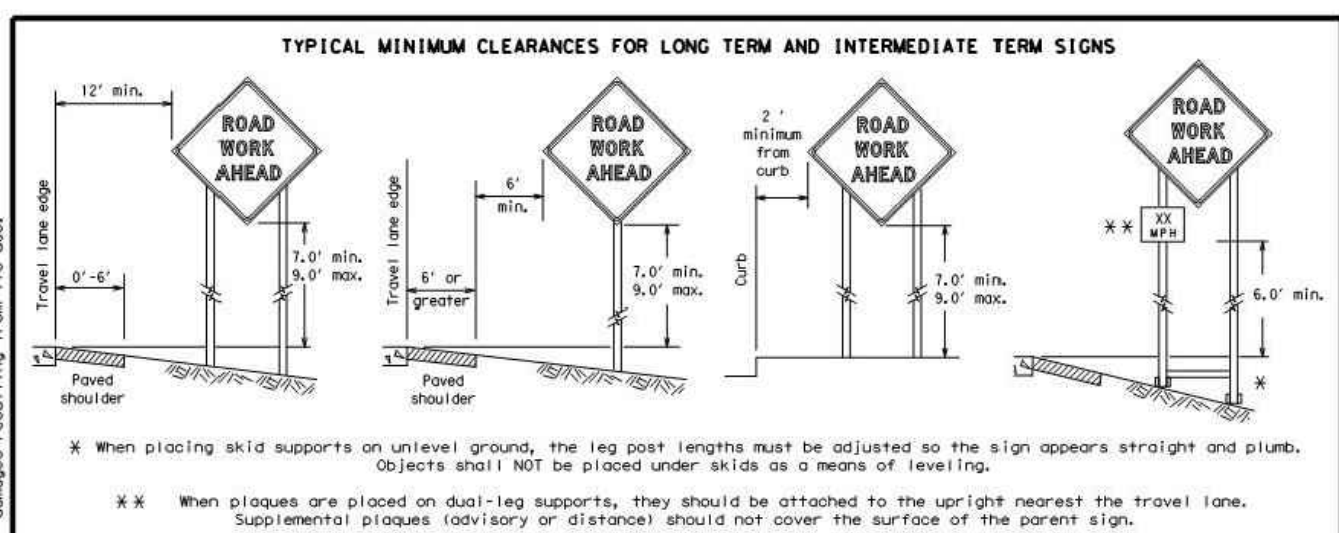 TYPICAL MINIMUM CLEARANCES FOR LONG TERM AND INTERMEDIATE TERM SIGNS
12' min.
ROAD
WORK
AHEAD
Travel lane edge
0'-6'
7.0' min.
9.0' max.
Paved
shoulder
ROAD
WORK
AHEAD
6'
min.
Travel lane edge
6' or
greater
7.0' min.
9.0' max.
Paved
shoulder
2 '
minimum
from
curb
ROAD
WORK
AHEAD
Curb
7.0' min.
9.0' max.
ROAD
WORK
AHEAD
** XX
MPH
6.0' min.
*
* When placing skid supports on unlevel ground, the leg post lengths must be adjusted so the sign appears straight and plumb.
Objects shall NOT be placed under skids as a means of leveling.
** When plaques are placed on dual-leg supports, they should be attached to the upright nearest the travel lane.
Supplemental plaques (advisory or distance) should not cover the surface of the parent sign.